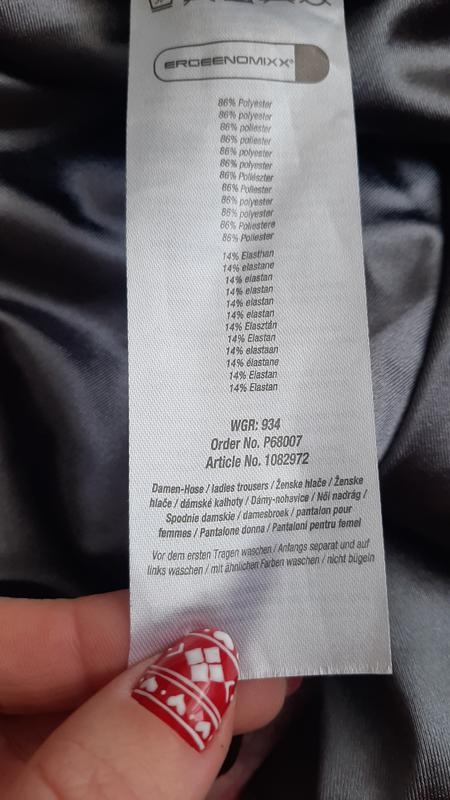 ERGEENOMIXX®
86% Polyester
86% polyester
86% poliester
86% poliester
86% polyester
86% polyester
86% Poliészter
86% Poliester
86% polyester
86% polyester
86% Poliestere
86% Poliester
14% Elasthan
14% elastane
14% elastan
14% elastan
14% elastan
14% elastan
14% Elasztán
14% Elastan
14% elastaan
14% élastane
14% Elastan
14% Elastan
WGR: 934
Order No. P68007
Article No. 1082972
Damen-Hose / ladies trousers / Ženske hlače / Ženske
hlače / dámské kalhoty / Dámy-nohavice / Női nadrág /
Spodnie damskie / damesbroek / pantalon pour
femmes / Pantalone donna / Pantaloni pentru femei
Vor dem ersten Tragen waschen / Anfangs separat und auf
links waschen / mit ähnlichen Farben waschen / nicht bügeln